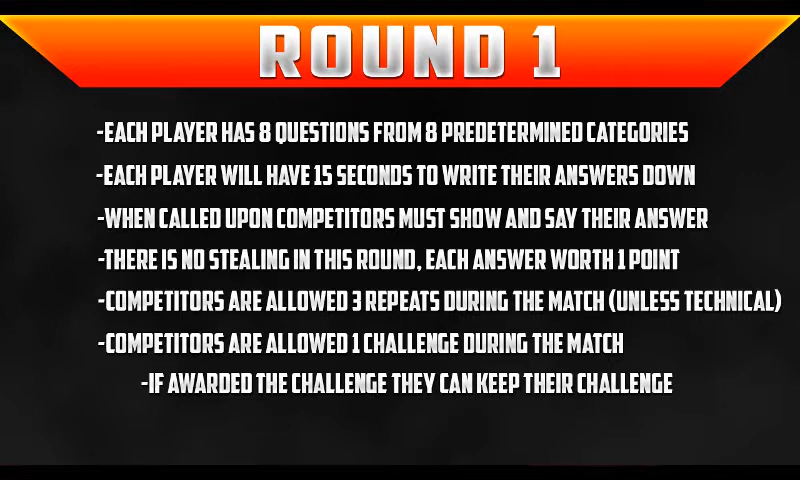 ROUND 1
-EACH PLAYER HAS 8 QUESTIONS FROM 8 PREDETERMINED CATEGORIES
-EACH PLAYER WILL HAVE 15 SECONDS TO WRITE THEIR ANSWERS DOWN
-WHEN CALLED UPON COMPETITORS MUST SHOW AND SAY THEIR ANSWER
-THERE IS NO STEALING IN THIS ROUND, EACH ANSWER WORTH 1 POINT
-COMPETITORS ARE ALLOWED 3 REPEATS DURING THE MATCH (UNLESS TECHNICAL)
-COMPETITORS ARE ALLOWED 1 CHALLENGE DURING THE MATCH
-IF AWARDED THE CHALLENGE THEY CAN KEEP THEIR CHALLENGE